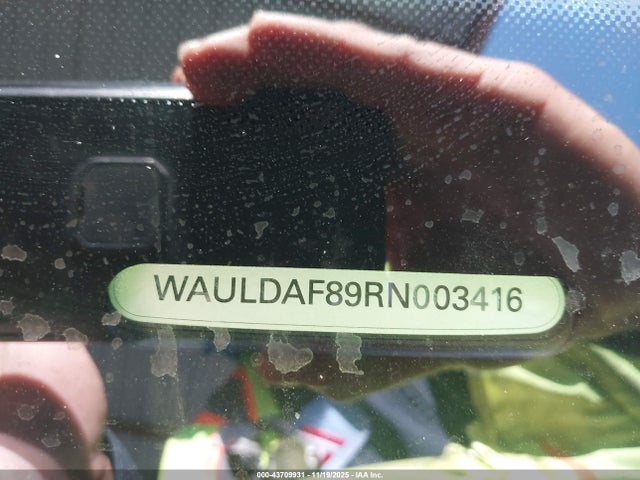 WAULDAF89RN003416
000-43709931 - 11/19/2025 - IAA Inc.